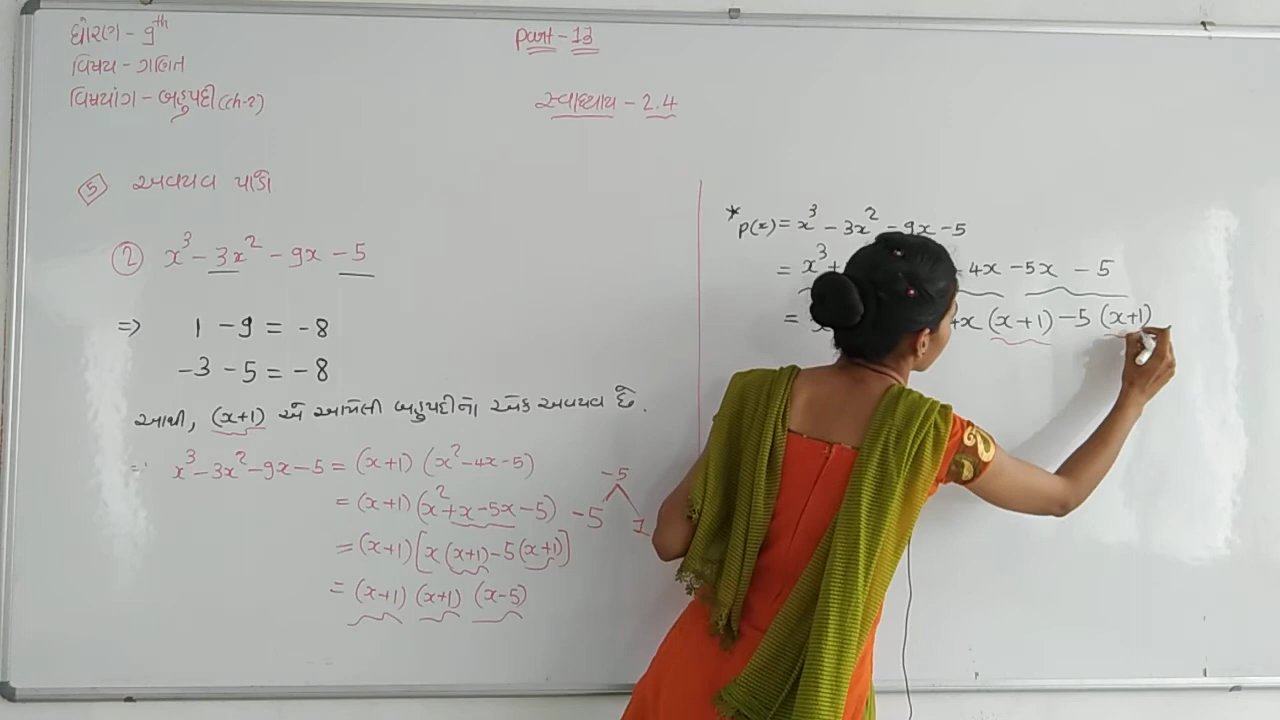 ધોરણ - 9th
વિષય - ગણિત
વિષયાંગ - બહુપદી (ch-2)
Part - 13
સ્વાધ્યાય - 2.4
5 અવયવ પાડો
2 x³ - 3x² - 9x - 5
=> 1 - 9 = -8
-3 - 5 = -8
આથી, (x+1) એ આપેલી બહુપદીનો એક અવયવ છે.
∴ x³ - 3x² - 9x - 5 = (x+1) (x² - 4x - 5)
= (x+1) (x² + x - 5x - 5)
= (x+1) [x (x+1) - 5 (x+1)]
= (x+1) (x+1) (x-5)
-5
-5 1
* p(x) = x³ - 3x² - 9x - 5
= x³ + 4x - 5x - 5
= x (x+1) - 5 (x+1)